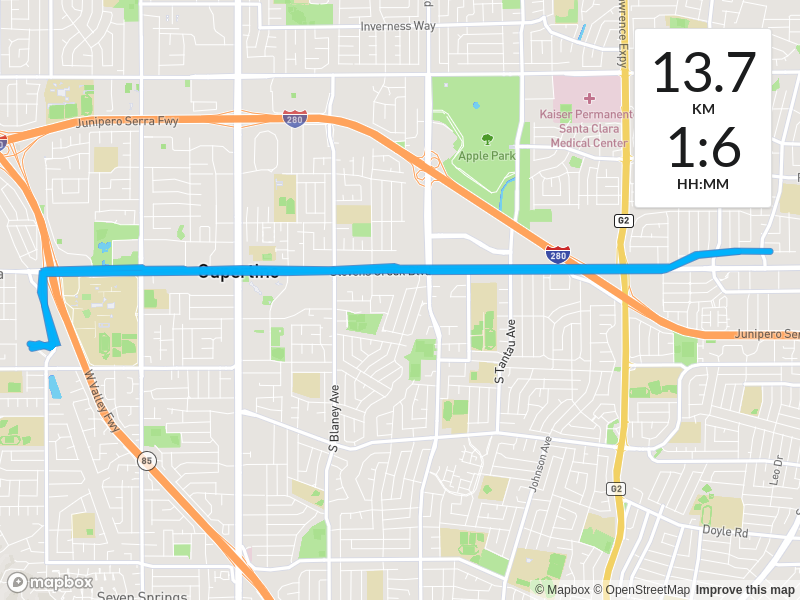 Inverness Way
Lawrence Expy
13.7
KM
1:6
HH:MM
Kaiser Permanente
Santa Clara
Medical Center
Junipero Serra Fwy
280
Apple Park
G2
280
Cupertino
Stevens Creek Blvd
Junipero Ser
S Tantau Ave
W Valley Fwy
S Blaney Ave
85
Johnson Ave
Leo Dr
G2
Doyle Rd
mapbox
Seven Springs
© Mapbox © OpenStreetMap Improve this map